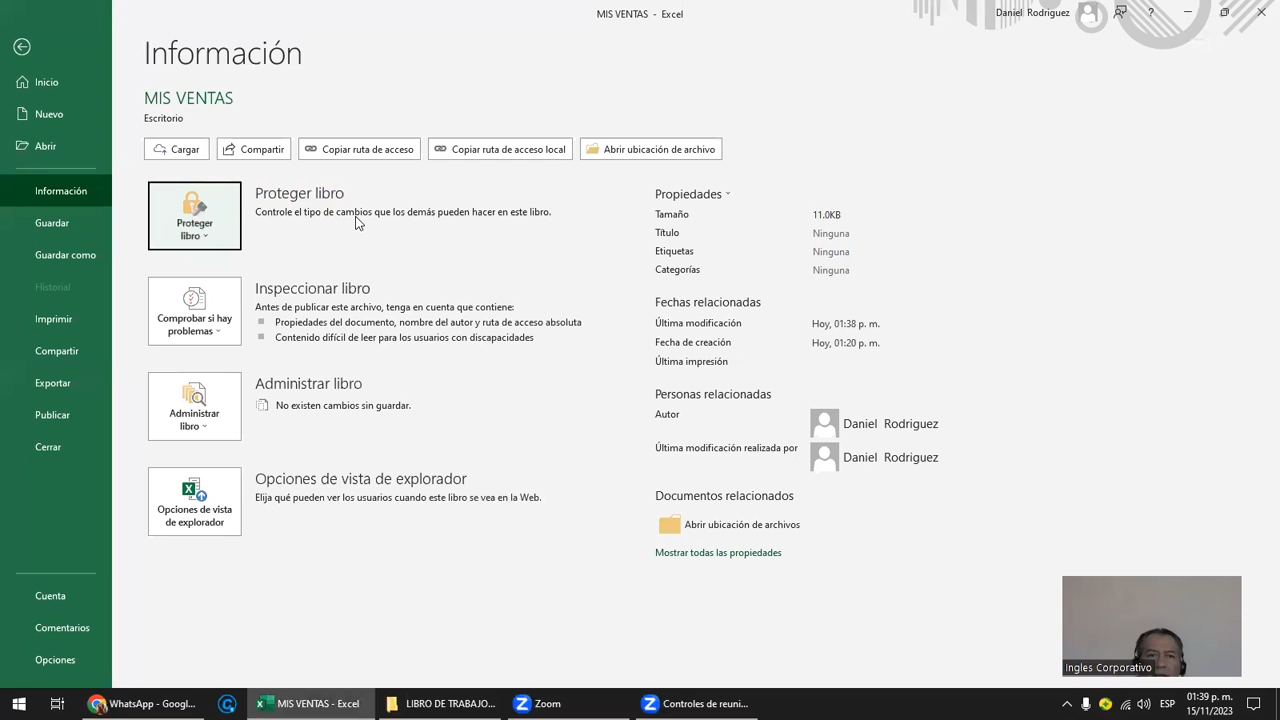 MIS VENTAS - Excel
Daniel Rodriguez
?
Información
MIS VENTAS
Escritorio
Inicio
Nuevo
Abrir
Información
Guardar
Guardar como
Historial
Imprimir
Compartir
Exportar
Publicar
Cerrar
Cuenta
Comentarios
Opciones
Cargar
Compartir
Copiar ruta de acceso
Copiar ruta de acceso local
Abrir ubicación de archivo
Proteger
libro
Proteger libro
Controle el tipo de cambios que los demás pueden hacer en este libro.
Comprobar si hay
problemas
Inspeccionar libro
Antes de publicar este archivo, tenga en cuenta que contiene:
Propiedades del documento, nombre del autor y ruta de acceso absoluta
Contenido difícil de leer para los usuarios con discapacidades
Administrar
libro
Administrar libro
No existen cambios sin guardar.
Opciones de vista
de explorador
Opciones de vista de explorador
Elija qué pueden ver los usuarios cuando este libro se vea en la Web.
Propiedades
Tamaño 11.0KB
Título Ninguna
Etiquetas Ninguna
Categorías Ninguna
Fechas relacionadas
Última modificación Hoy, 01:38 p. m.
Fecha de creación Hoy, 01:20 p. m.
Última impresión
Personas relacionadas
Autor Daniel Rodriguez
Última modificación realizada por Daniel Rodriguez
Documentos relacionados
Abrir ubicación de archivos
Mostrar todas las propiedades
Ingles Corporativo
WhatsApp - Googl...
MIS VENTAS - Excel
LIBRO DE TRABAJO...
Zoom
Controles de reuni...
ESP
01:39 p. m.
15/11/2023